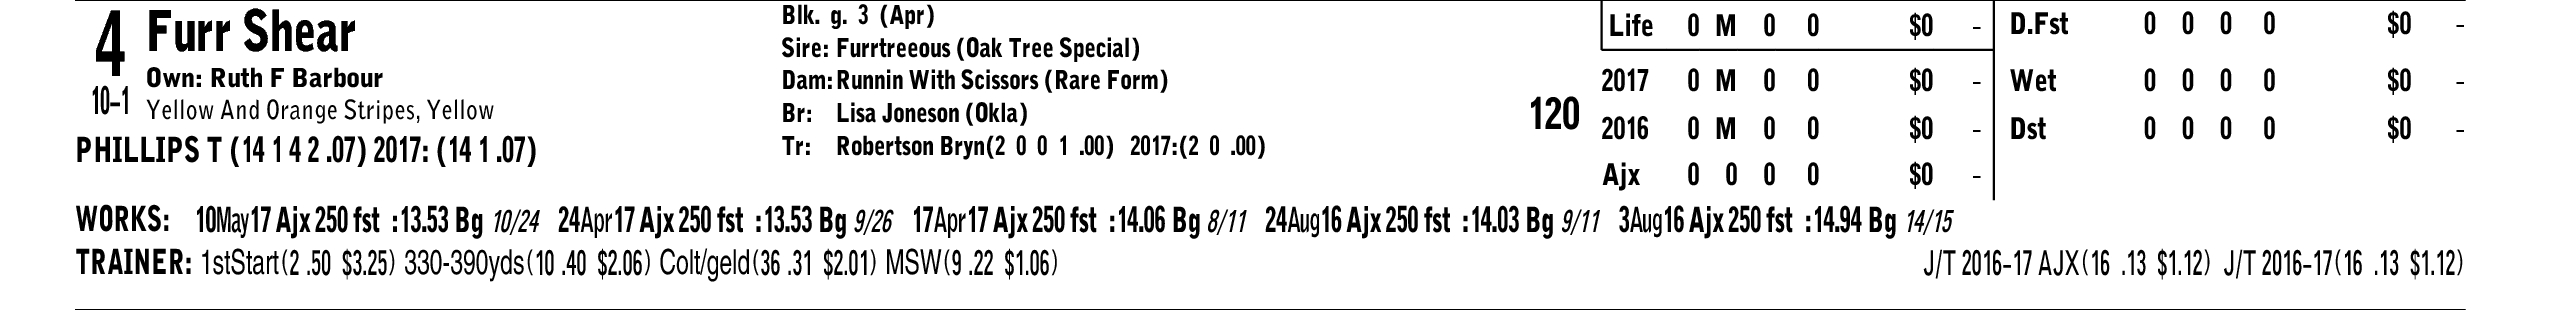 4 Furr Shear
Own: Ruth F Barbour
10–1 Yellow And Orange Stripes, Yellow
PHILLIPS T (14 1 4 2 .07) 2017: (14 1 .07)
Blk. g. 3 (Apr)
Sire: Furrtreeous (Oak Tree Special)
Dam: Runnin With Scissors (Rare Form)
Br: Lisa Joneson (Okla)
Tr: Robertson Bryn(2 0 0 1 .00) 2017:(2 0 .00)
120
Life 0 M 0 0 $0 -
2017 0 M 0 0 $0 -
2016 0 M 0 0 $0 -
Ajx 0 0 0 0 $0 -
D.Fst 0 0 0 0 $0 -
Wet 0 0 0 0 $0 -
Dst 0 0 0 0 $0 -
WORKS: 10May17 Ajx 250 fst :13.53 Bg 10/24 24Apr17 Ajx 250 fst :13.53 Bg 9/26 17Apr17 Ajx 250 fst :14.06 Bg 8/11 24Aug16 Ajx 250 fst :14.03 Bg 9/11 3Aug16 Ajx 250 fst :14.94 Bg 14/15
TRAINER: 1stStart(2 .50 $3.25) 330-390yds(10 .40 $2.06) Colt/geld(36 .31 $2.01) MSW(9 .22 $1.06) J/T 2016-17 AJX(16 .13 $1.12) J/T 2016-17(16 .13 $1.12)